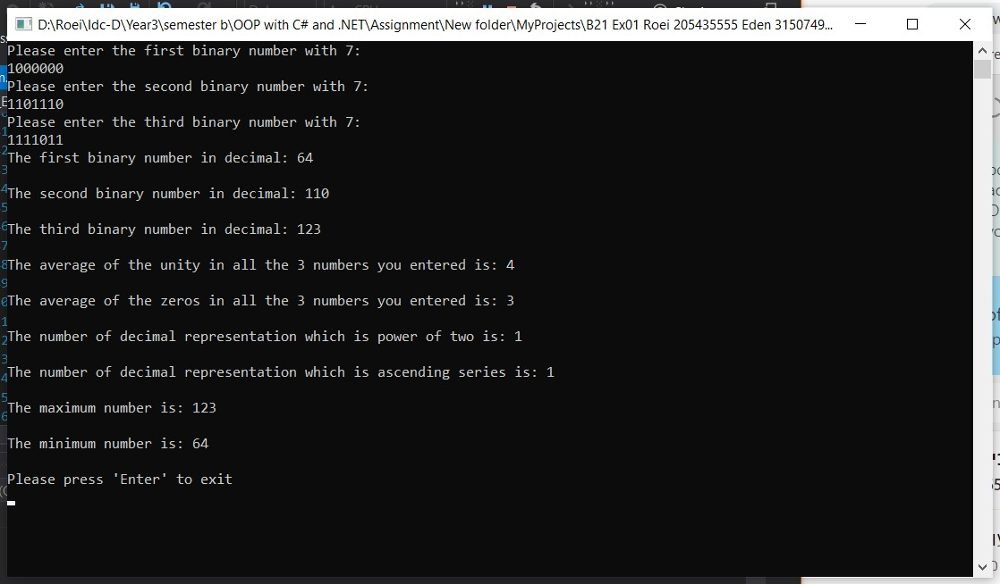 D:\Roei\Idc-D\Year3\semester b\OOP with C# and .NET\Assignment\New folder\MyProjects\B21 Ex01 Roei 205435555 Eden 3150749...
Please enter the first binary number with 7:
1000000
Please enter the second binary number with 7:
1101110
Please enter the third binary number with 7:
1111011
The first binary number in decimal: 64
The second binary number in decimal: 110
The third binary number in decimal: 123
The average of the unity in all the 3 numbers you entered is: 4
The average of the zeros in all the 3 numbers you entered is: 3
The number of decimal representation which is power of two is: 1
The number of decimal representation which is ascending series is: 1
The maximum number is: 123
The minimum number is: 64
Please press 'Enter' to exit